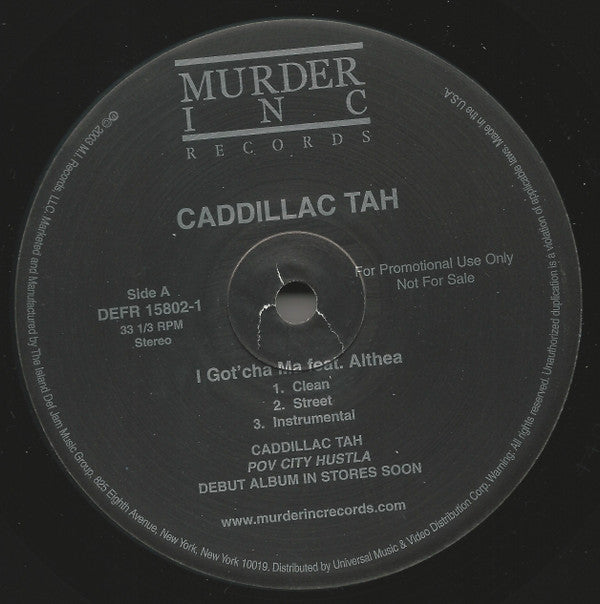 MURDER
INC
RECORDS
CADDILLAC TAH
For Promotional Use Only
Not For Sale
Side A
DEFR 15802-1
33 1/3 RPM
Stereo
I Got'cha Ma feat. Althea
1. Clean
2. Street
3. Instrumental
CADDILLAC TAH
POV CITY HUSTLA
DEBUT ALBUM IN STORES SOON
www.murderincrecords.com
℗© 2003 M.I. Records, LLC. Marketed and Manufactured by The Island Def Jam Music Group, 825 Eighth Avenue, New York, New York 10019. Distributed by Universal Music & Video Distribution Corp. Warning: All rights reserved. Unauthorized duplication is a violation of applicable laws. Made in the U.S.A.